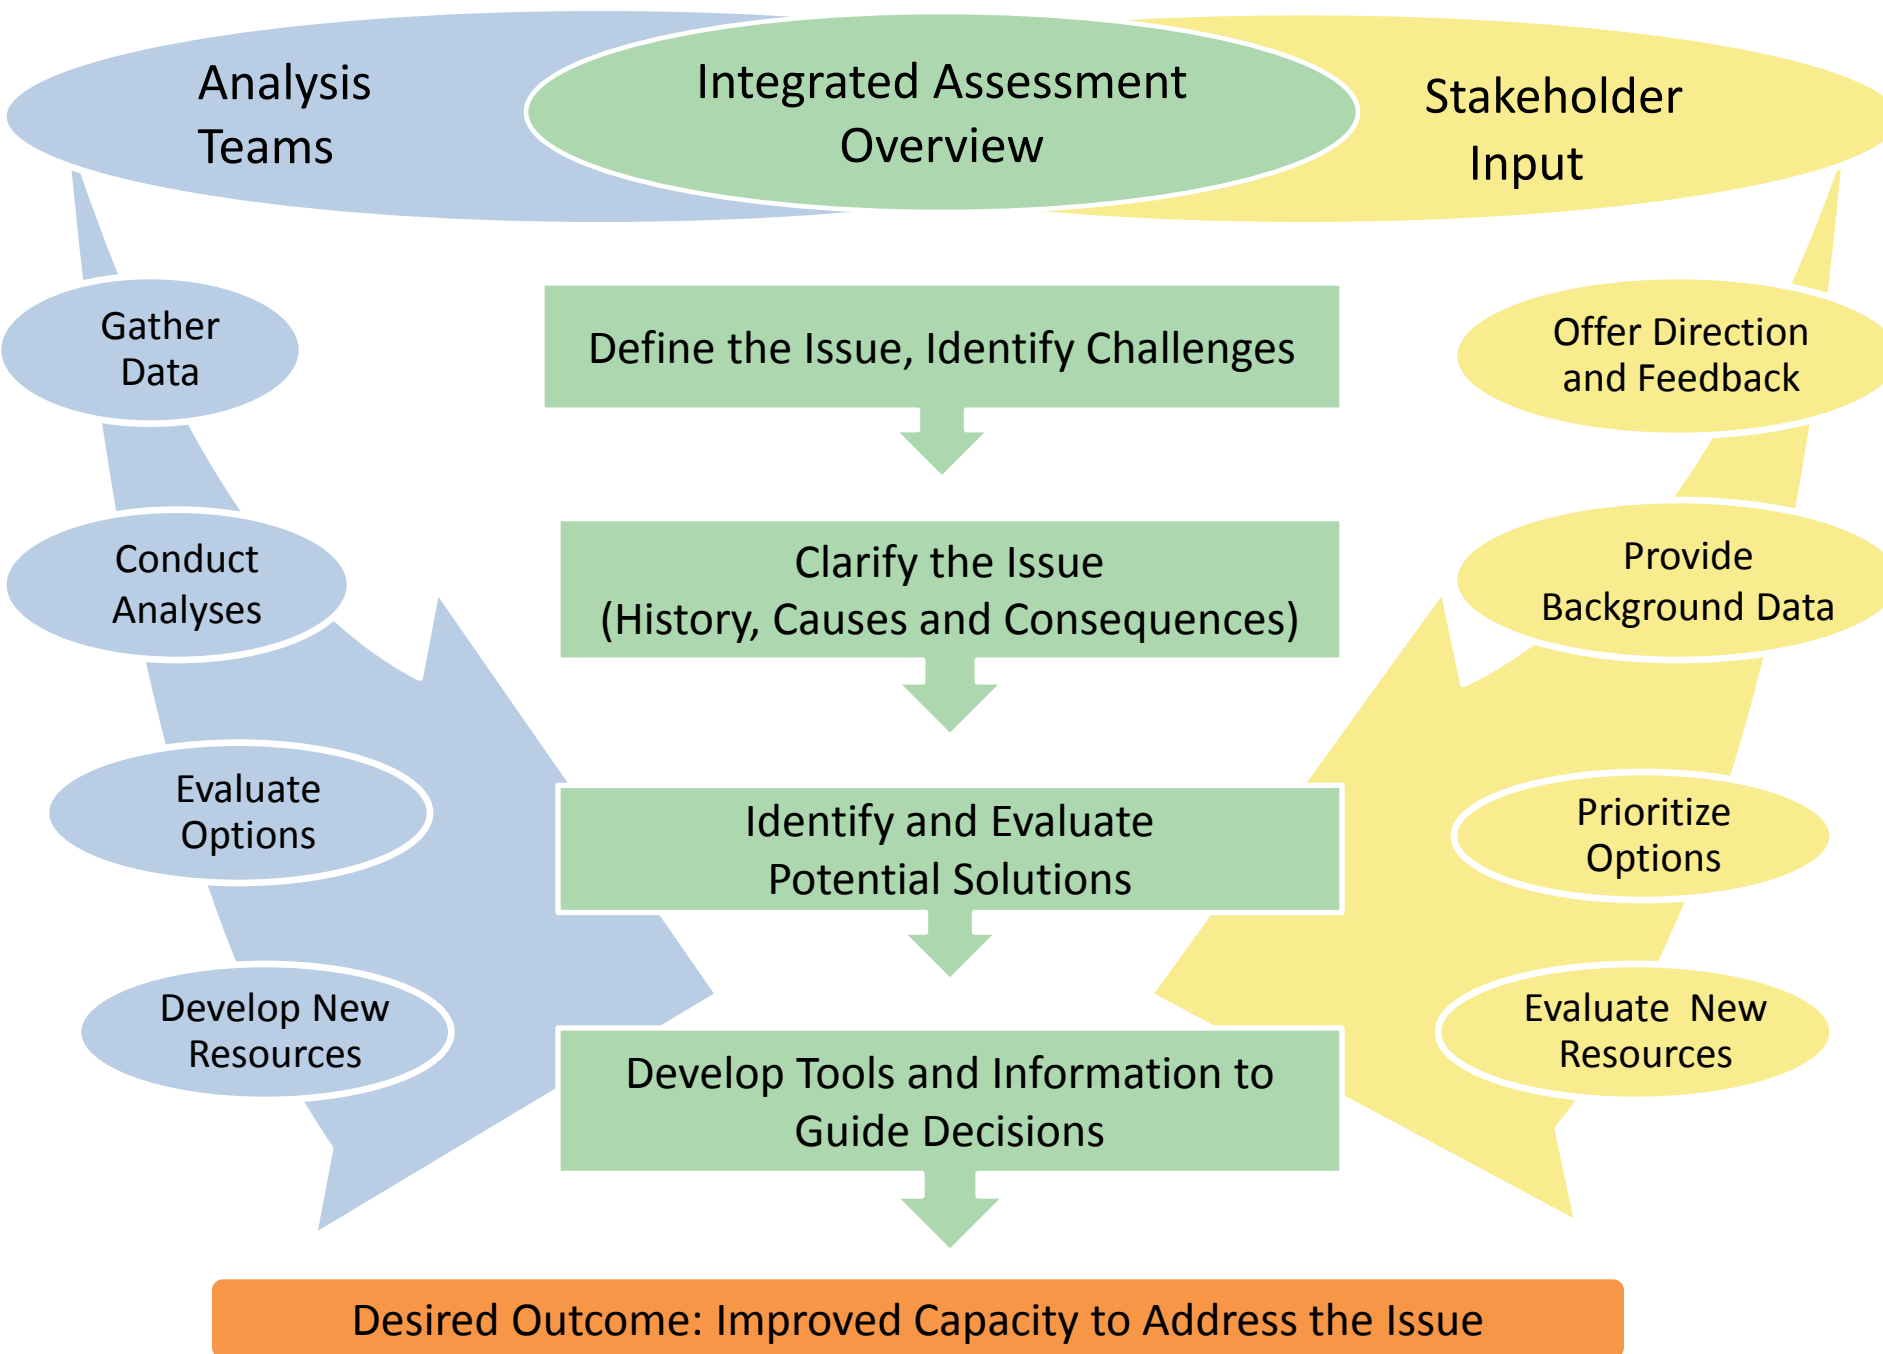 Analysis
Teams
Integrated Assessment
Overview
Stakeholder
Input
Gather
Data
Define the Issue, Identify Challenges
Offer Direction
and Feedback
Conduct
Analyses
Clarify the Issue
(History, Causes and Consequences)
Provide
Background Data
Evaluate
Options
Identify and Evaluate
Potential Solutions
Prioritize
Options
Develop New
Resources
Develop Tools and Information to
Guide Decisions
Evaluate New
Resources
Desired Outcome: Improved Capacity to Address the Issue